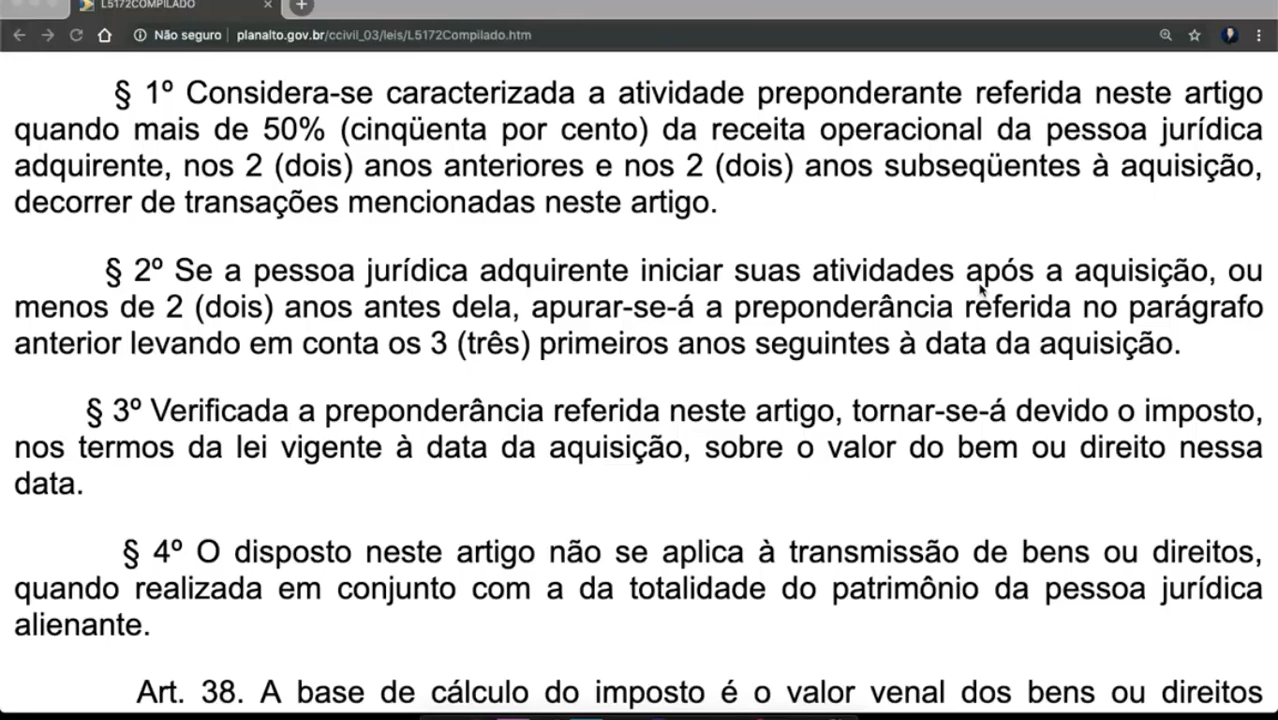 L5172COMPILADO
Não seguro planalto.gov.br/ccivil_03/leis/L5172Compilado.htm
§ 1º Considera-se caracterizada a atividade preponderante referida neste artigo
quando mais de 50% (cinqüenta por cento) da receita operacional da pessoa jurídica
adquirente, nos 2 (dois) anos anteriores e nos 2 (dois) anos subseqüentes à aquisição,
decorrer de transações mencionadas neste artigo.
§ 2º Se a pessoa jurídica adquirente iniciar suas atividades após a aquisição, ou
menos de 2 (dois) anos antes dela, apurar-se-á a preponderância referida no parágrafo
anterior levando em conta os 3 (três) primeiros anos seguintes à data da aquisição.
§ 3º Verificada a preponderância referida neste artigo, tornar-se-á devido o imposto,
nos termos da lei vigente à data da aquisição, sobre o valor do bem ou direito nessa
data.
§ 4º O disposto neste artigo não se aplica à transmissão de bens ou direitos,
quando realizada em conjunto com a da totalidade do patrimônio da pessoa jurídica
alienante.
Art. 38. A base de cálculo do imposto é o valor venal dos bens ou direitos